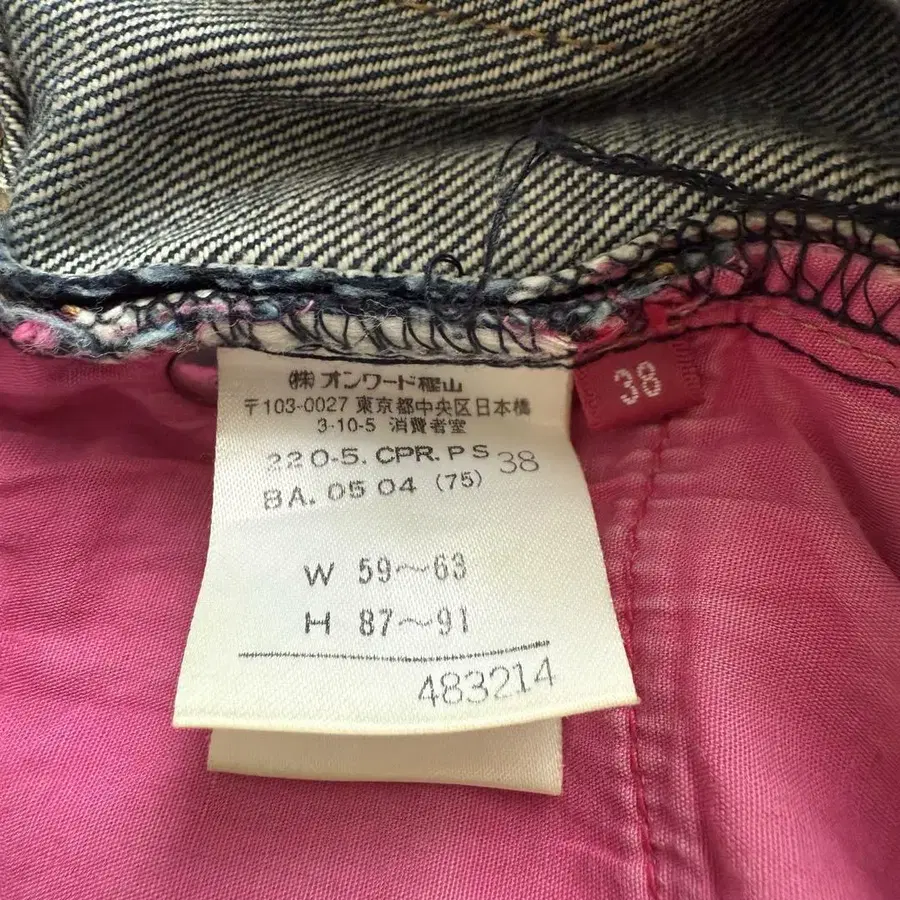 (株)オンワード樫山
〒103-0027 東京都中央区日本橋
3-10-5 消費者室
220-5. CPR. PS 38
BA. 05 04 (75)
W 59〜63
H 87〜91
483214
38